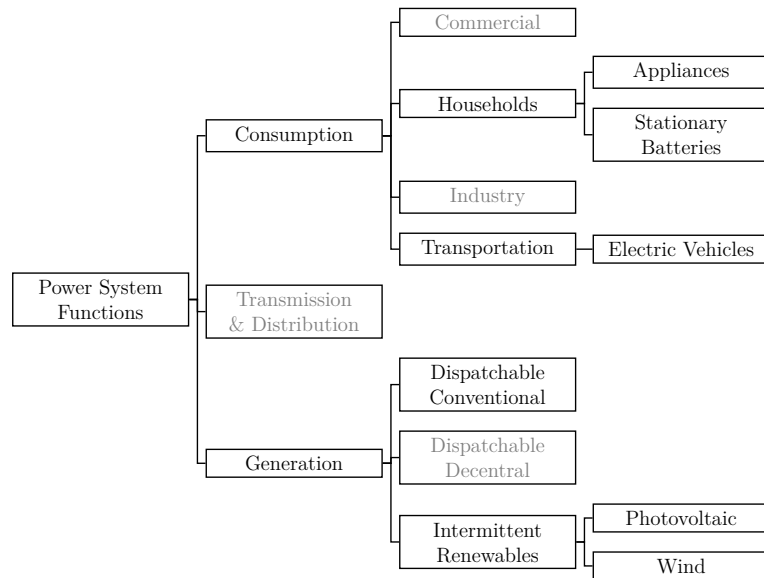 Commercial
Appliances
Households
Stationary
Batteries
Consumption
Industry
Transportation
Electric Vehicles
Power System
Functions
Transmission
& Distribution
Dispatchable
Conventional
Dispatchable
Decentral
Generation
Intermittent
Renewables
Photovoltaic
Wind